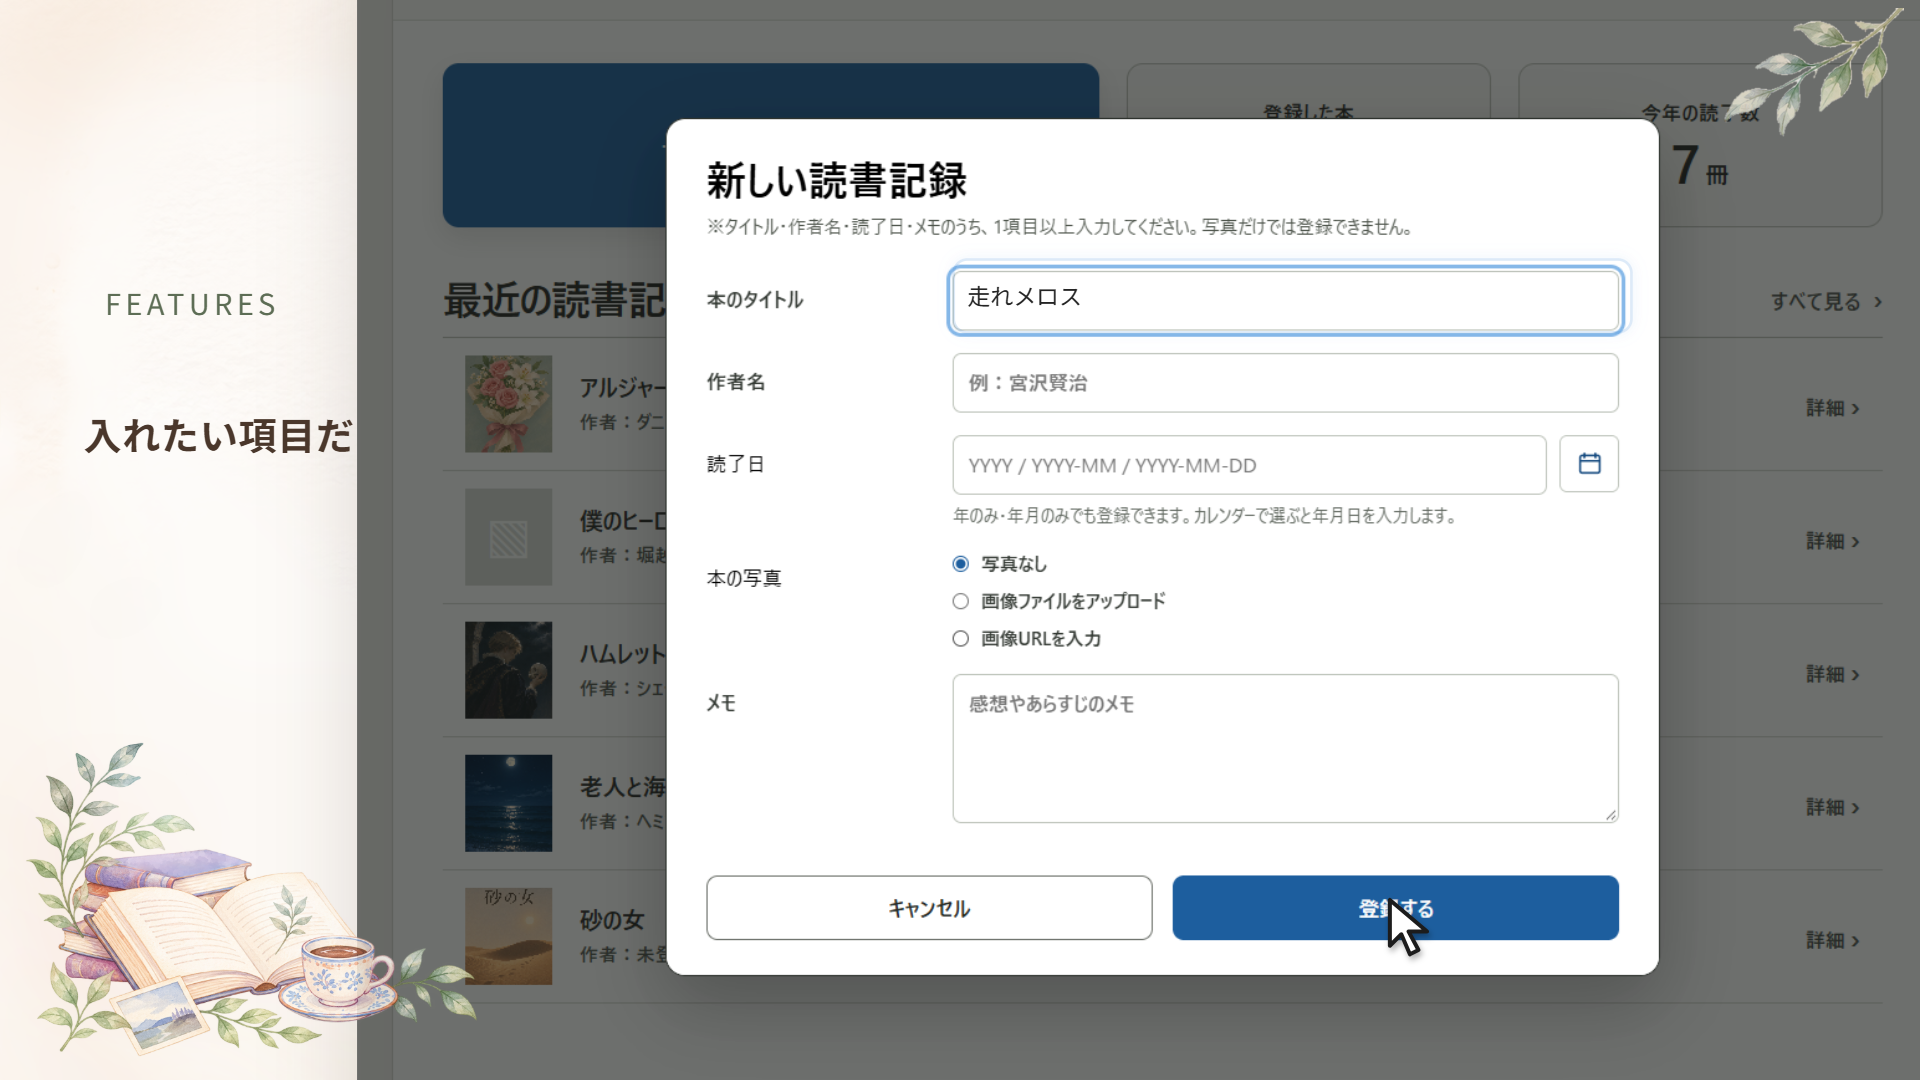 FEATURES
入れたい項目だ
登録した本
今年の読了数
7 冊
最近の読書記
すべて見る ›
アルジャー
作者：ダニ
詳細 ›
僕のヒーロ
作者：堀越
詳細 ›
ハムレット
作者：シェ
詳細 ›
老人と海
作者：ヘミ
詳細 ›
砂の女
砂の女
作者：未登
詳細 ›
新しい読書記録
※タイトル・作者名・読了日・メモのうち、1項目以上入力してください。写真だけでは登録できません。
本のタイトル
走れメロス
作者名
例：宮沢賢治
読了日
YYYY / YYYY-MM / YYYY-MM-DD
年のみ・年月のみでも登録できます。カレンダーで選ぶと年月日を入力します。
本の写真
写真なし
画像ファイルをアップロード
画像URLを入力
メモ
感想やあらすじのメモ
キャンセル
登録する